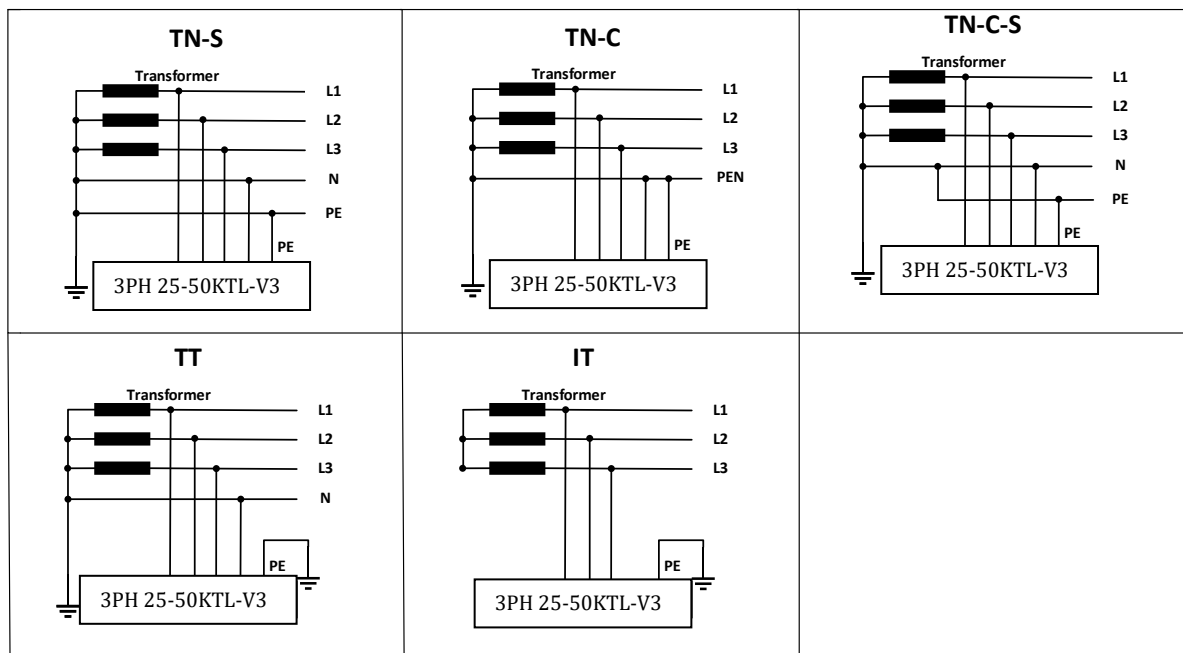 TN-S
Transformer
L1
L2
L3
N
PE
PE
3PH 25-50KTL-V3
TN-C
Transformer
L1
L2
L3
PEN
PE
3PH 25-50KTL-V3
TN-C-S
Transformer
L1
L2
L3
N
PE
PE
3PH 25-50KTL-V3
TT
Transformer
L1
L2
L3
N
PE
3PH 25-50KTL-V3
IT
Transformer
L1
L2
L3
PE
3PH 25-50KTL-V3